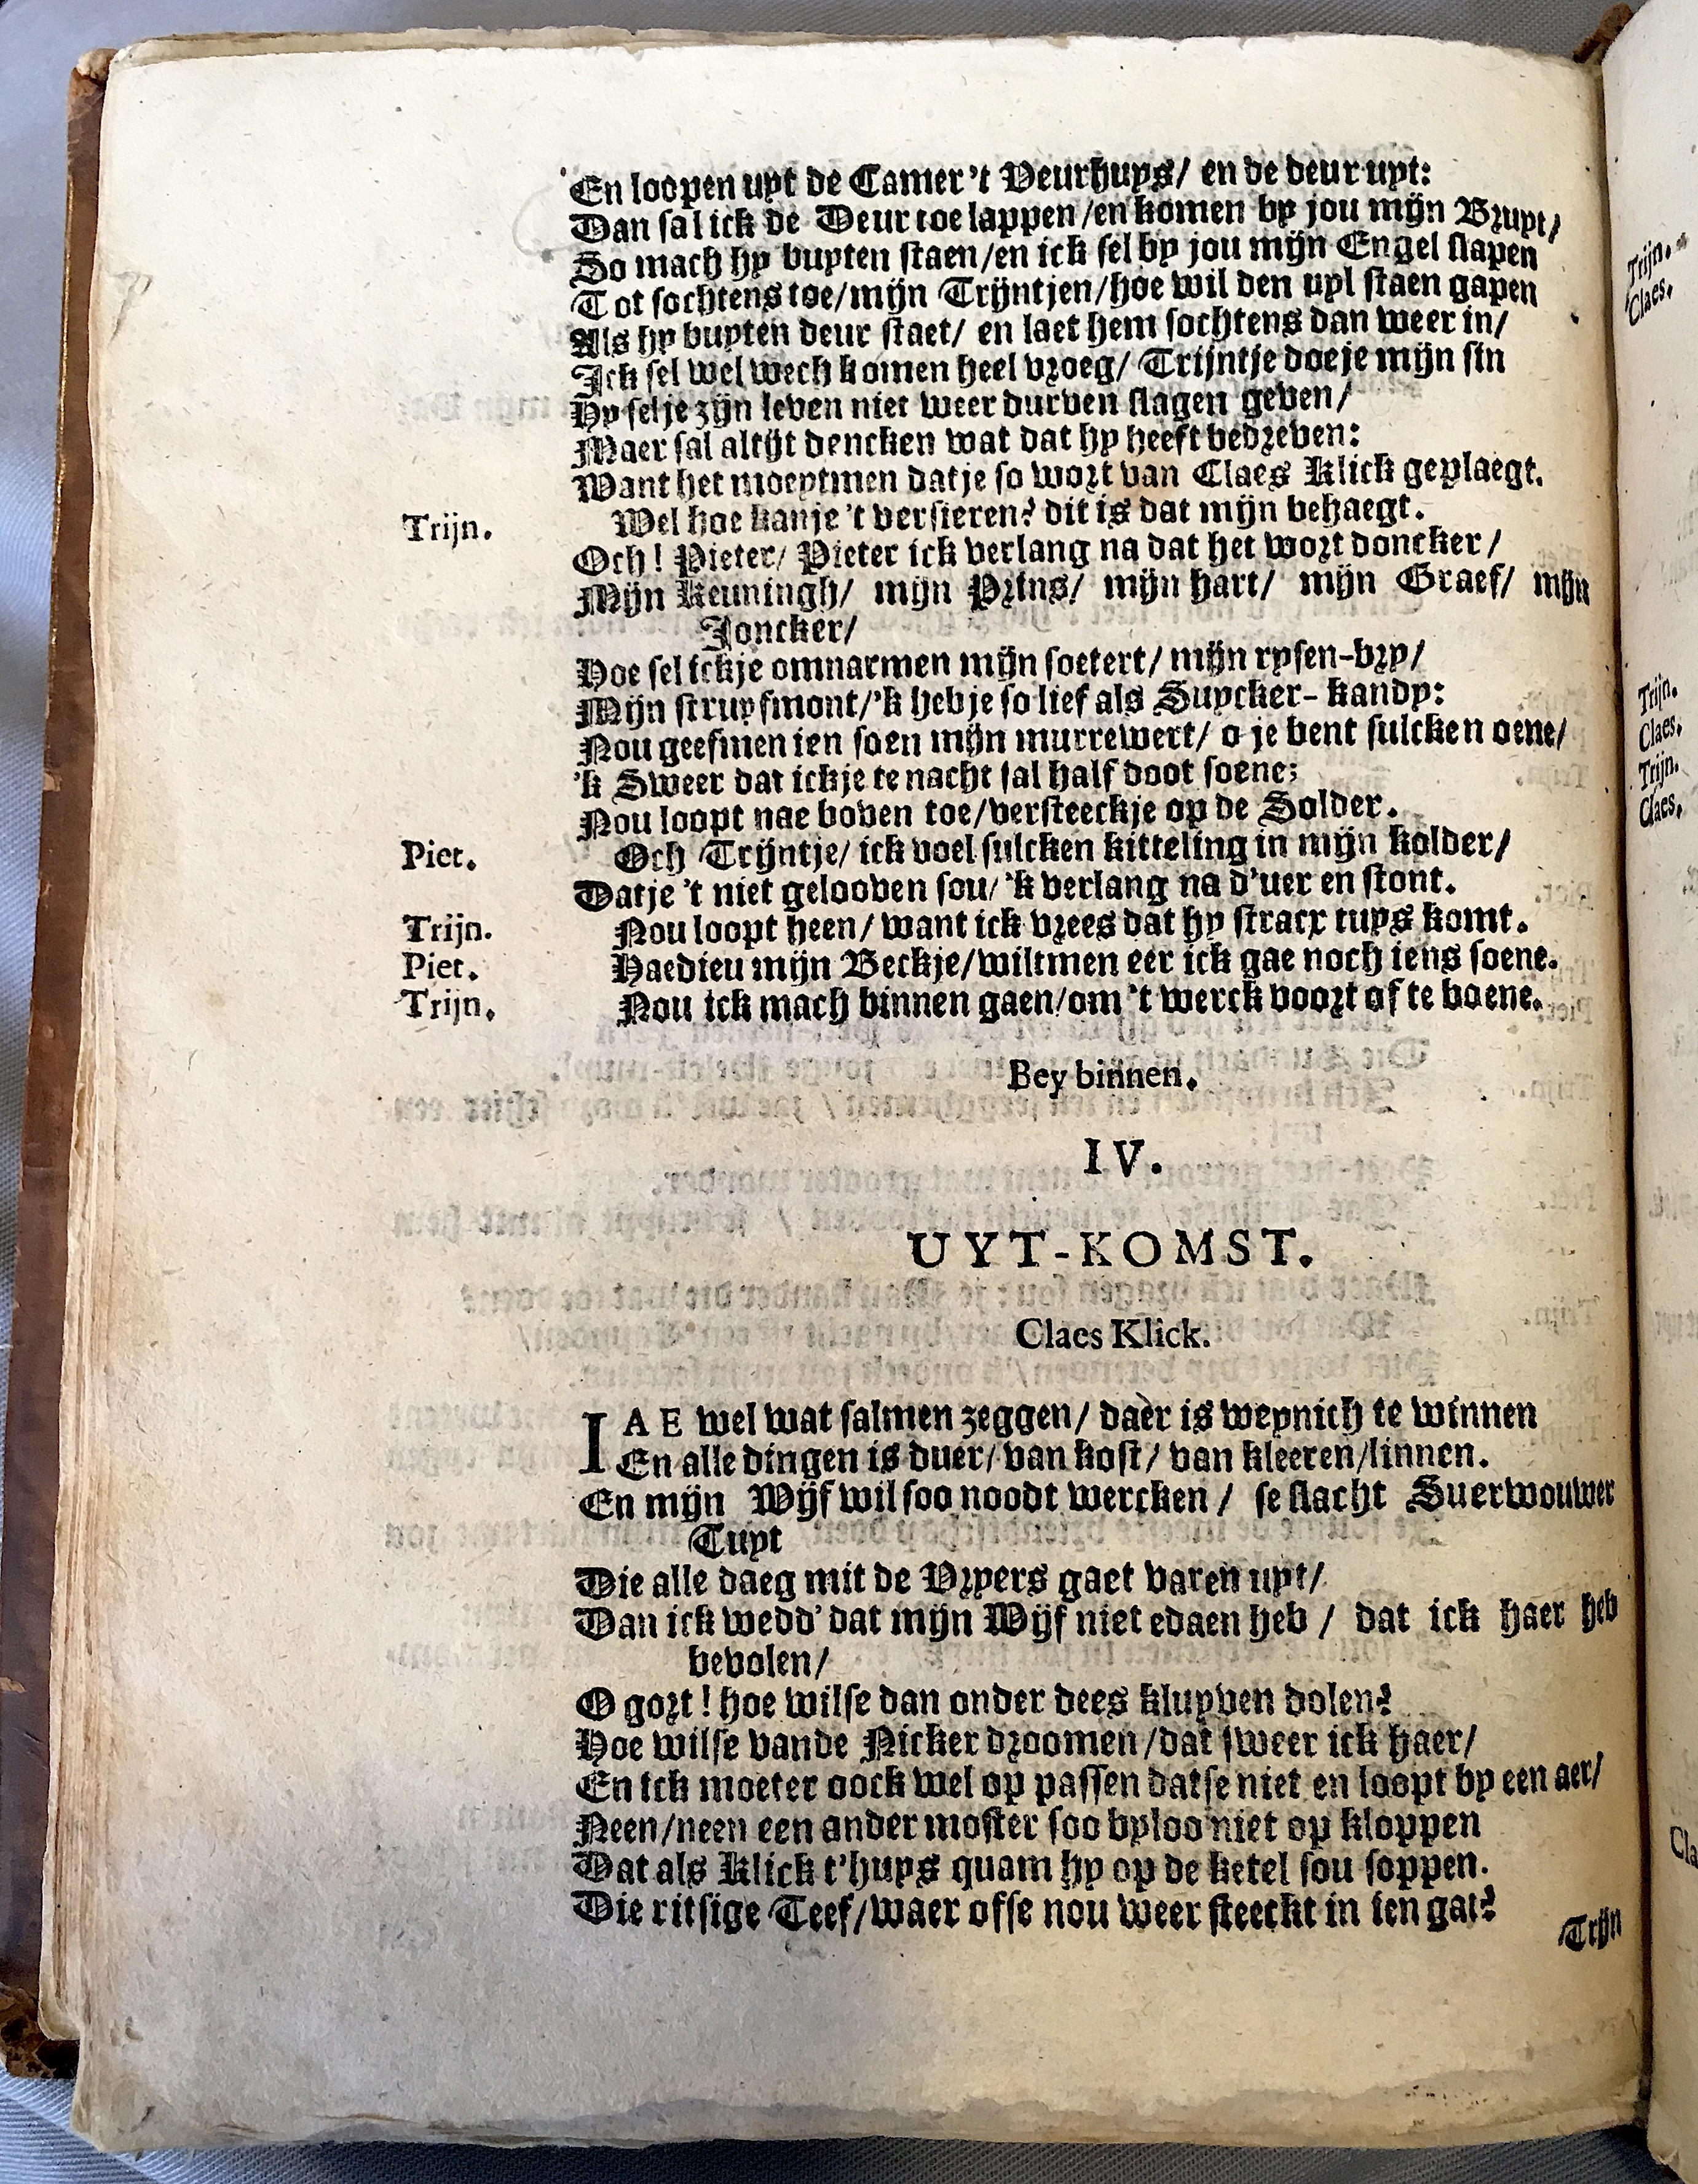 En loopen uyt de Camer 't Veurhuys/ en de deur uyt:
Dan sal ick de Deur toe lappen/en komen by jou mijn Bruyt/
So mach hy buyten staen/en ick sel by jou mijn Engel slapen
Tot sochtens toe/mijn Trijntjen/hoe wil den uyl staen gapen
Als hy buyten deur staet/ en laet hem sochtens dan weer in/
Ick sel wel wech komen heel vroeg/ Trijntje doeje mijn sin
Hy selje zijn leven niet weer durven slagen geven/
Maer sal altijt dencken wat dat hy heeft bedreven:
Want het moeytmen datje so wort van Claes Klick geplaegt.
Trijn. Wel hoe kanje 't versieren? dit is dat mijn behaegt.
Och! Pieter/ Pieter ick verlang na dat het wort doncker/
Mijn Keuningh/ mijn Prins/ mijn hart/ mijn Graef/ mijn
Joncker/
Hoe sel ickje omnarmen mijn soetert/ mijn rysen-bry/
Mijn struyfmont/'k hebje so lief als Suycker-kandy:
Nou geefmen ien soen mijn murrewert/ o je bent sulcken oene/
'k Sweer dat ickje te nacht sal half doot soene;
Nou loopt nae boven toe/versteeckje op de Solder.
Piet. Och Trijntje/ ick voel sulcken kitteling in mijn kolder/
Datje 't niet gelooven sou/ 'k verlang na d'uer en stont.
Trijn. Nou loopt heen/ want ick vrees dat hy stracx tuys komt.
Piet. Haedieu mijn Beckje/wiltmen eer ick gae noch iens soene.
Trijn. Nou ick mach binnen gaen/om 't werck voort of te boene.
Bey binnen.
IV.
UYT-KOMST.
Claes Klick.
IAE wel wat salmen zeggen/ daer is weynich te winnen
En alle dingen is duer/ van kost/ van kleeren/linnen.
En mijn Wijf wil soo noodt wercken / se slacht Suerwouwer
Tuyt
Die alle daeg mit de Vryers gaet varen uyt/
Dan ick wedd' dat mijn Wijf niet edaen heb / dat ick haer heb
bevolen/
O gort! hoe wilse dan onder dees kluyven dolen?
Hoe wilse vande Nicker droomen/dat sweer ick haer/
En ick moeter oock wel op passen datse niet en loopt by een aer/
Neen/neen een ander moster soo byloo niet op kloppen
Dat als Klick t'huys quam hy op de ketel sou soppen.
Die ritsige Teef/waer ofse nou weer steeckt in ien gat?
Trijn
Trijn.
Claes.
Trijn.
Claes.
Trijn.
Claes.